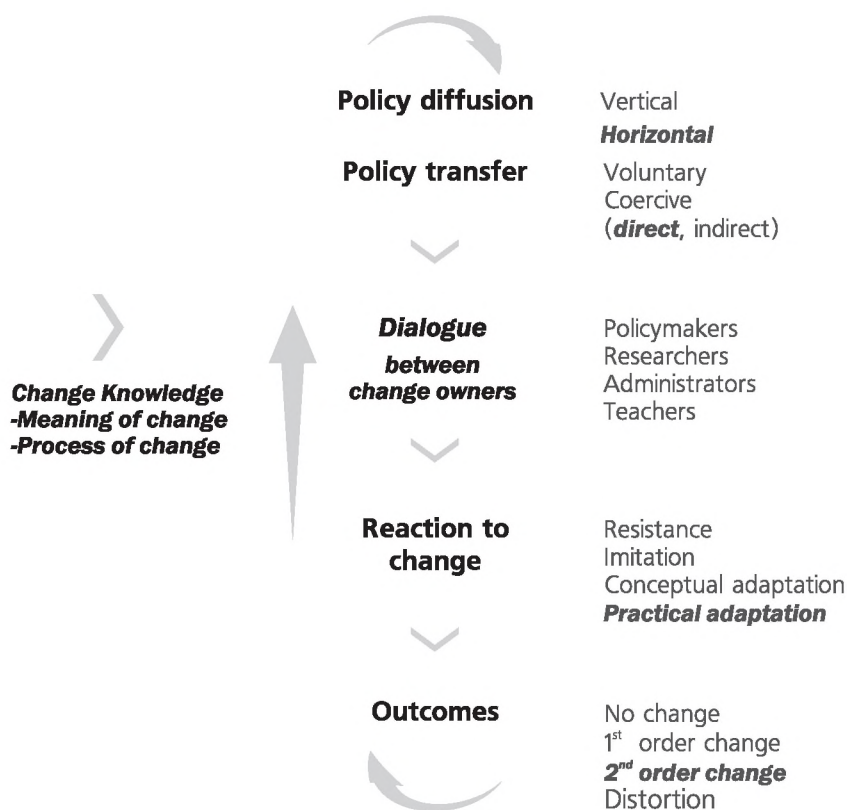 Policy diffusion
Vertical
Horizontal
Policy transfer
Voluntary
Coercive
(direct, indirect)
Change Knowledge
-Meaning of change
-Process of change
Dialogue
between
change owners
Policymakers
Researchers
Administrators
Teachers
Reaction to
change
Resistance
Imitation
Conceptual adaptation
Practical adaptation
Outcomes
No change
1st order change
2nd order change
Distortion